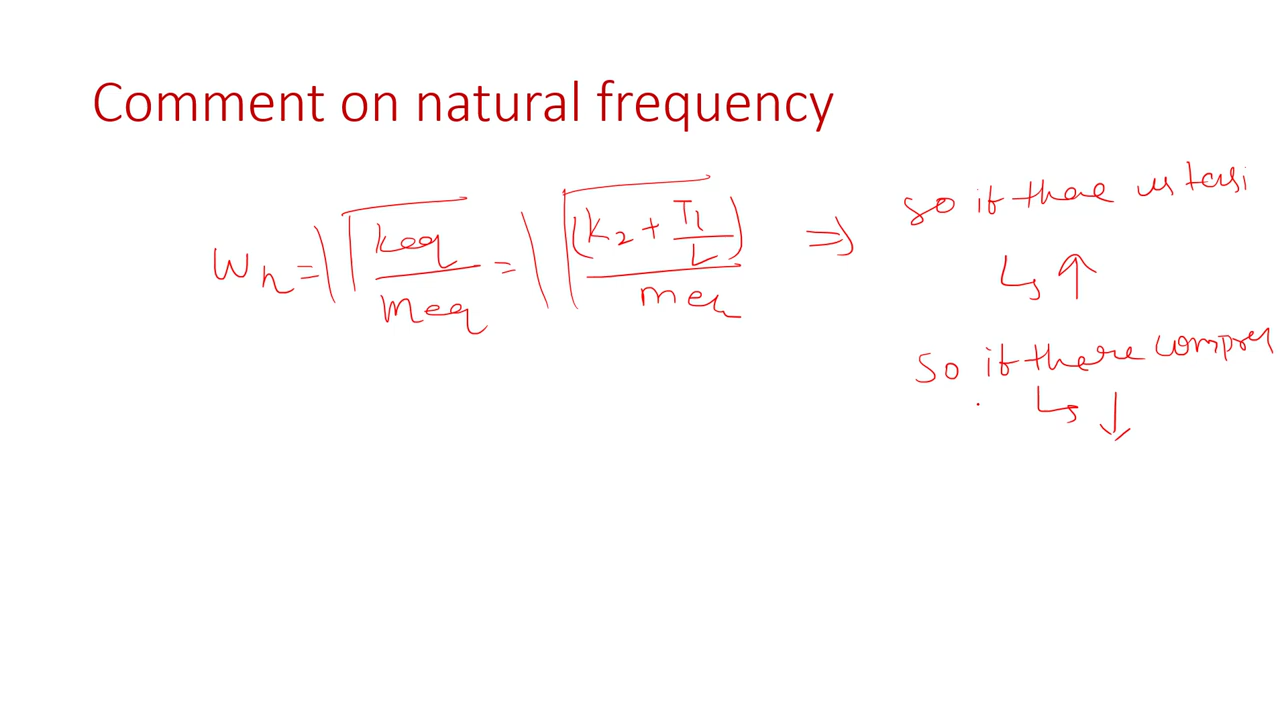 Comment on natural frequency
so if there is tensi
ωn = √(keq/meq) = √((k2 + T1/L)/meq) ⇒
↳ ↑
So if there compres
↳ ↓